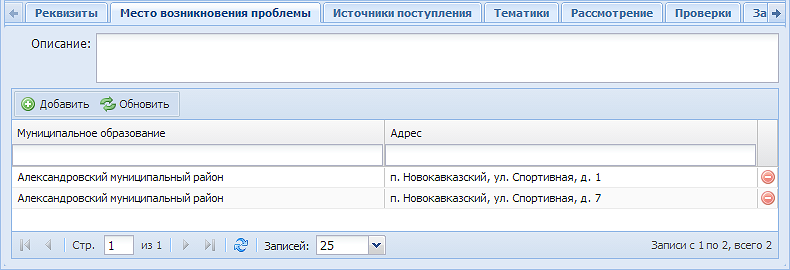 Реквизиты Место возникновения проблемы Источники поступления Тематики Рассмотрение Проверки За
Описание:
Добавить Обновить
Муниципальное образование Адрес
Александровский муниципальный район п. Новокавказский, ул. Спортивная, д. 1
Александровский муниципальный район п. Новокавказский, ул. Спортивная, д. 7
Стр. 1 из 1 Записей: 25 Записи с 1 по 2, всего 2